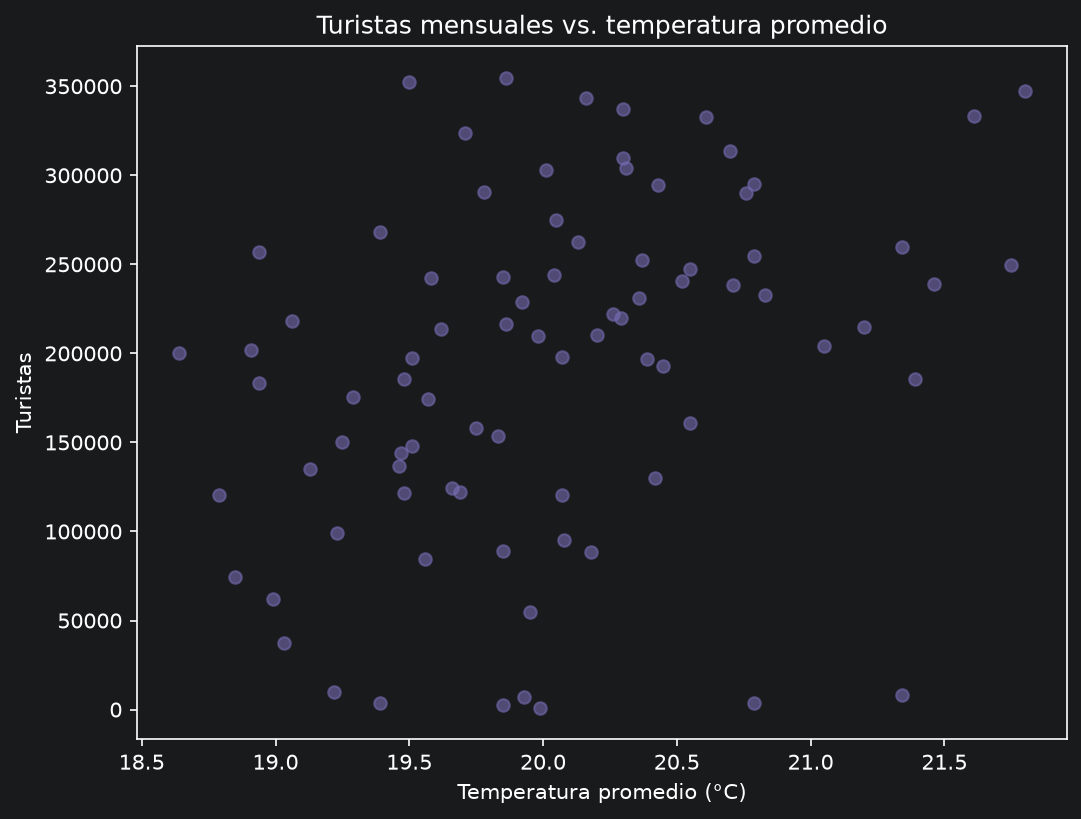 Turistas mensuales vs. temperatura promedio
350000
300000
250000
200000
150000
100000
50000
0
Turistas
18.5 19.0 19.5 20.0 20.5 21.0 21.5
Temperatura promedio (°C)